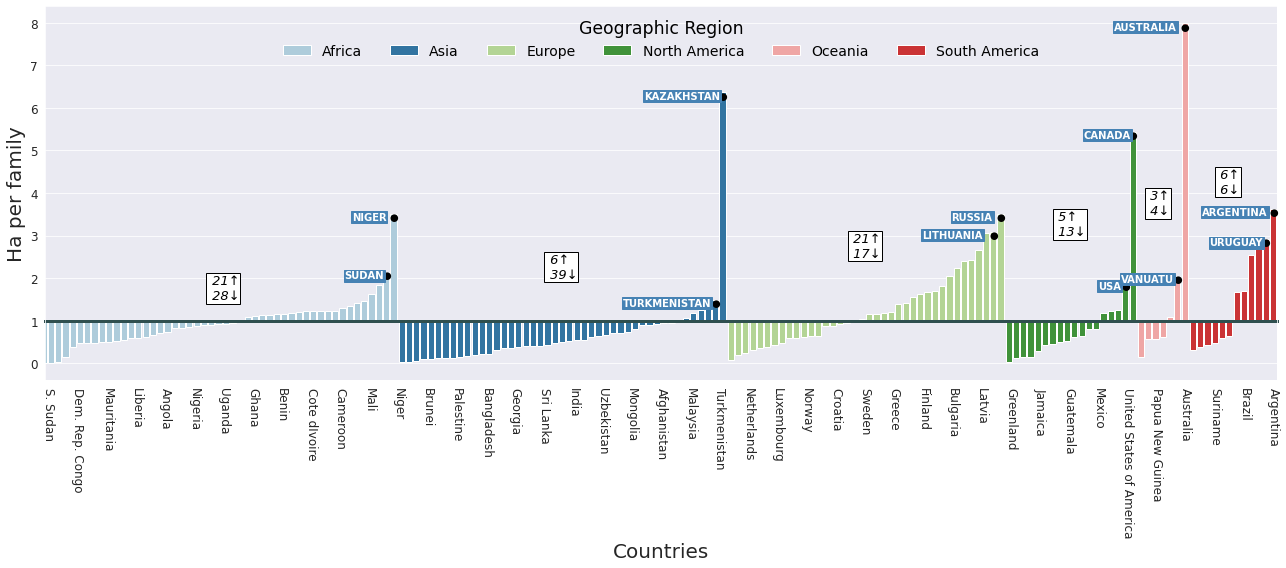 Geographic Region
Africa Asia Europe North America Oceania South America
Ha per family
8
7
6
5
4
3
2
1
0
AUSTRALIA
KAZAKHSTAN
CANADA
6↑
6↓
3↑
4↓
NIGER
RUSSIA
5↑
13↓
ARGENTINA
LITHUANIA
21↑
17↓
URUGUAY
6↑
39↓
SUDAN
VANUATU
USA
21↑
28↓
TURKMENISTAN
S. Sudan
Dem. Rep. Congo
Mauritania
Liberia
Angola
Nigeria
Uganda
Ghana
Benin
Cote dIvoire
Cameroon
Mali
Niger
Brunei
Palestine
Bangladesh
Georgia
Sri Lanka
India
Uzbekistan
Mongolia
Afghanistan
Malaysia
Turkmenistan
Netherlands
Luxembourg
Norway
Croatia
Sweden
Greece
Finland
Bulgaria
Latvia
Greenland
Jamaica
Guatemala
Mexico
United States of America
Papua New Guinea
Australia
Suriname
Brazil
Argentina
Countries